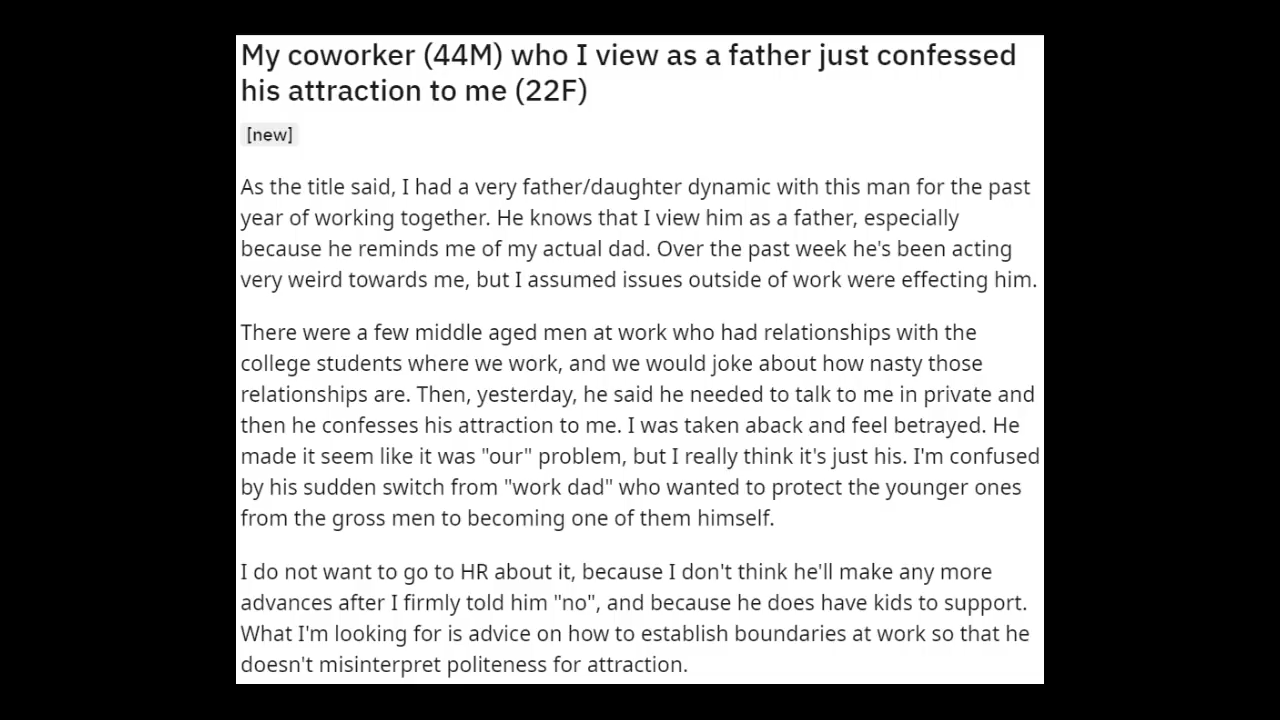 My coworker (44M) who I view as a father just confessed
his attraction to me (22F)
[new]
As the title said, I had a very father/daughter dynamic with this man for the past
year of working together. He knows that I view him as a father, especially
because he reminds me of my actual dad. Over the past week he's been acting
very weird towards me, but I assumed issues outside of work were effecting him.
There were a few middle aged men at work who had relationships with the
college students where we work, and we would joke about how nasty those
relationships are. Then, yesterday, he said he needed to talk to me in private and
then he confesses his attraction to me. I was taken aback and feel betrayed. He
made it seem like it was "our" problem, but I really think it's just his. I'm confused
by his sudden switch from "work dad" who wanted to protect the younger ones
from the gross men to becoming one of them himself.
I do not want to go to HR about it, because I don't think he'll make any more
advances after I firmly told him "no", and because he does have kids to support.
What I'm looking for is advice on how to establish boundaries at work so that he
doesn't misinterpret politeness for attraction.